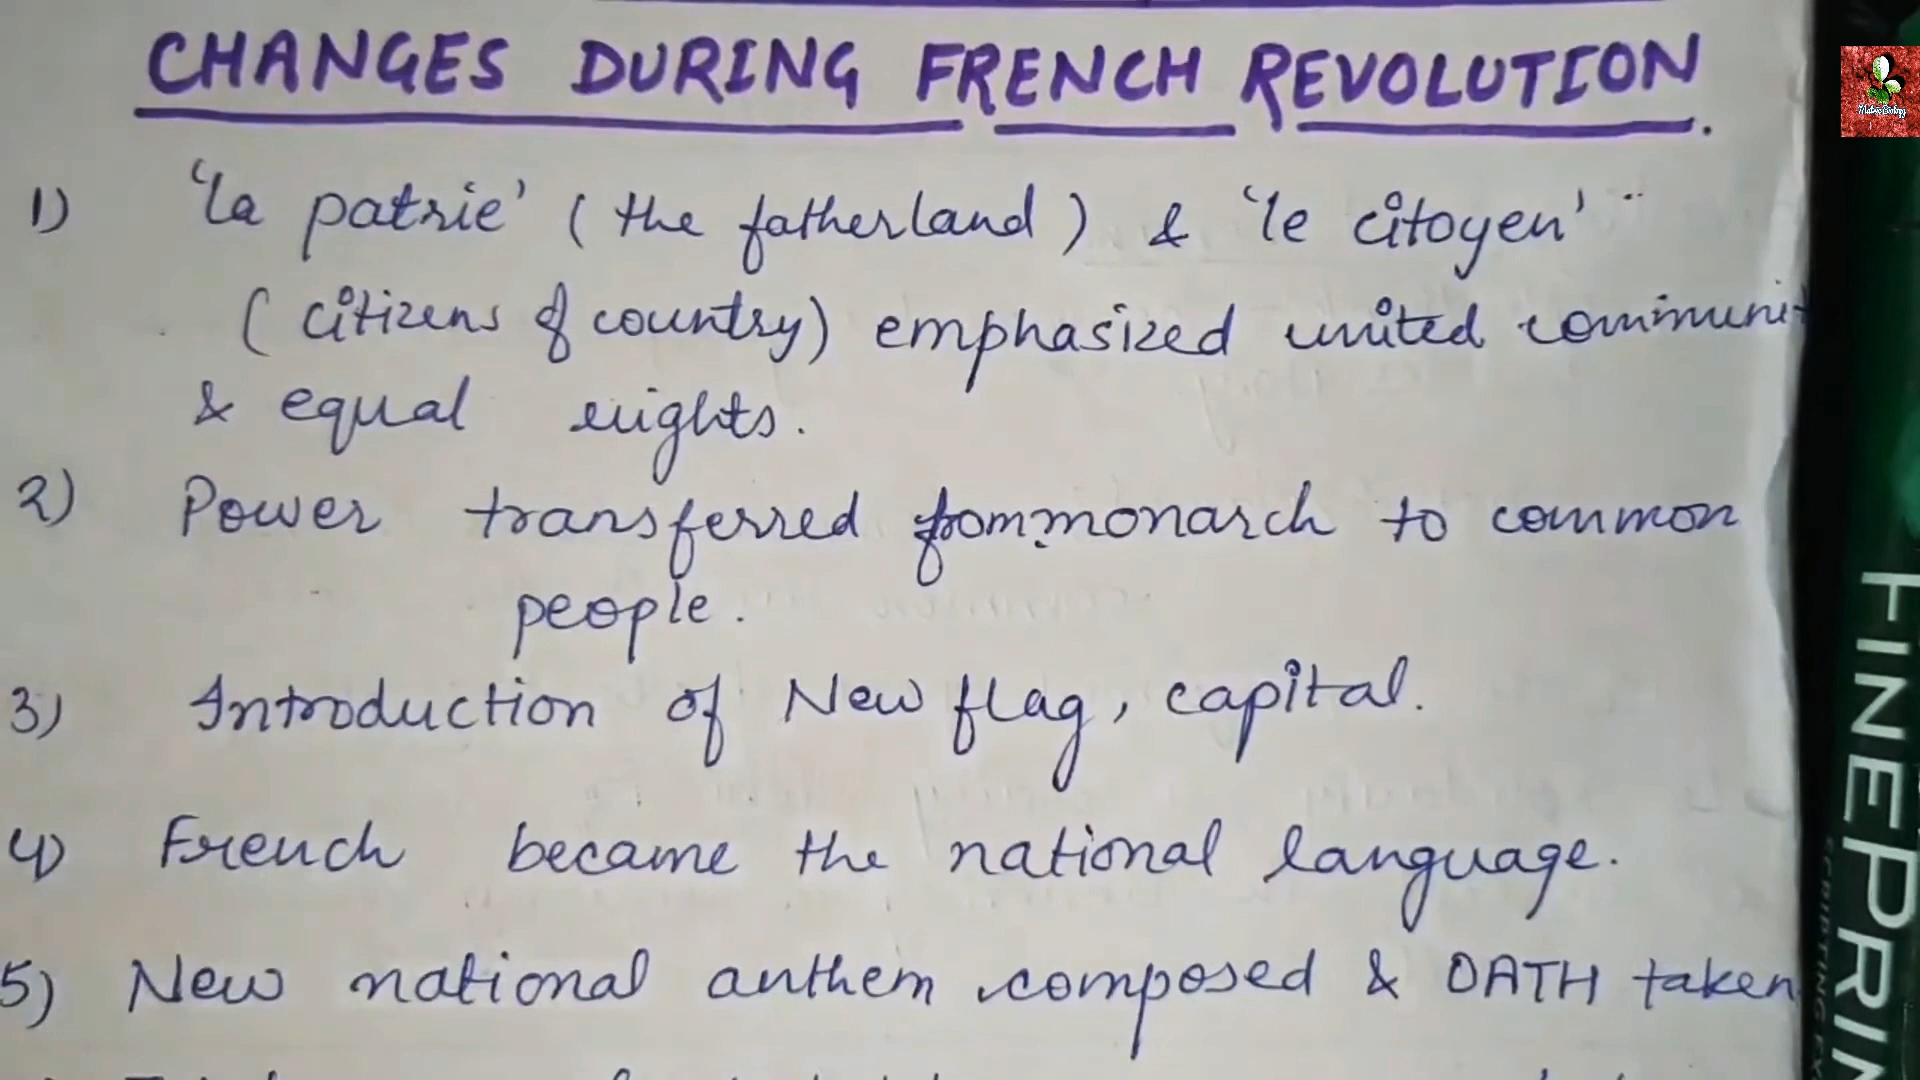 CHANGES DURING FRENCH REVOLUTION.
1) 'la patrie' (the fatherland) & 'le citoyen'
(citizens of country) emphasized united communit
& equal rights.
2) Power transferred from monarch to common
people.
3) Introduction of New flag, capital.
4) French became the national language.
5) New national anthem composed & OATH taken
FINEPRIN